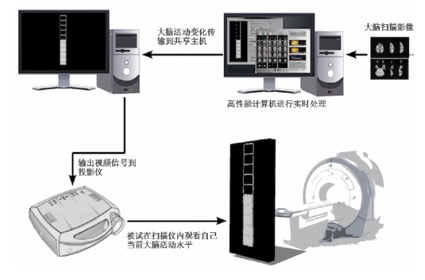 大脑活动变化传
输到共享主机
大脑扫描影像
高性能计算机进行实时处理
输出视频信号到
投影仪
被试在扫描仪内观看自己
当前大脑活动水平